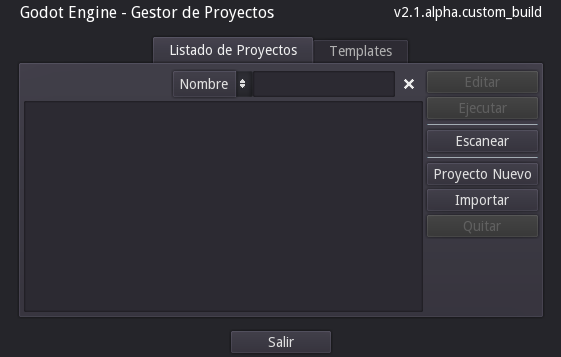 Godot Engine - Gestor de Proyectos
v2.1.alpha.custom_build
Listado de Proyectos
Templates
Nombre
Editar
Ejecutar
Escanear
Proyecto Nuevo
Importar
Quitar
Salir